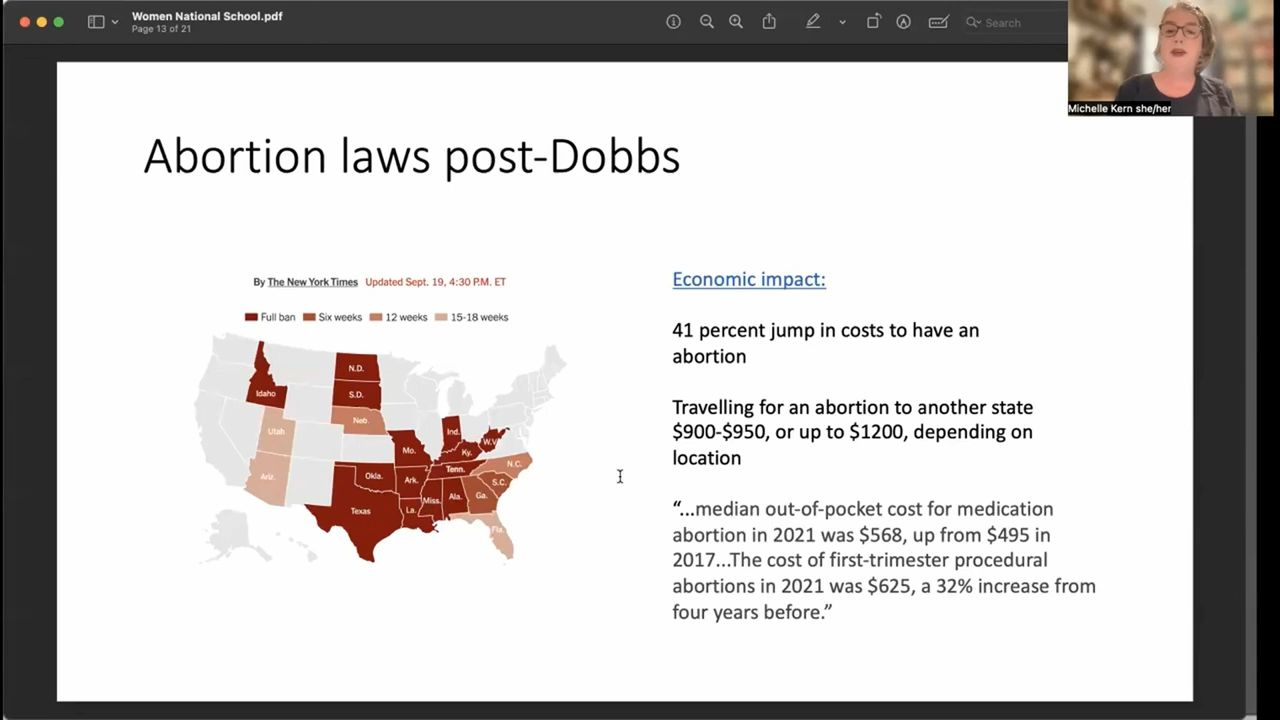 Women National School.pdf
Page 13 of 21
Search
Michelle Kern she/her
Abortion laws post-Dobbs
By The New York Times Updated Sept. 19, 4:30 P.M. ET
Full ban Six weeks 12 weeks 15-18 weeks
N.D.
Idaho
S.D.
Neb.
Utah
Ind.
W.V
Mo.
Ky.
N.C.
Ariz.
Okla.
Tenn.
Ark.
S.C.
Miss.
Ala.
Ga.
Texas
La.
Fla.
Economic impact:
41 percent jump in costs to have an
abortion
Travelling for an abortion to another state
$900-$950, or up to $1200, depending on
location
“...median out-of-pocket cost for medication
abortion in 2021 was $568, up from $495 in
2017...The cost of first-trimester procedural
abortions in 2021 was $625, a 32% increase from
four years before.”